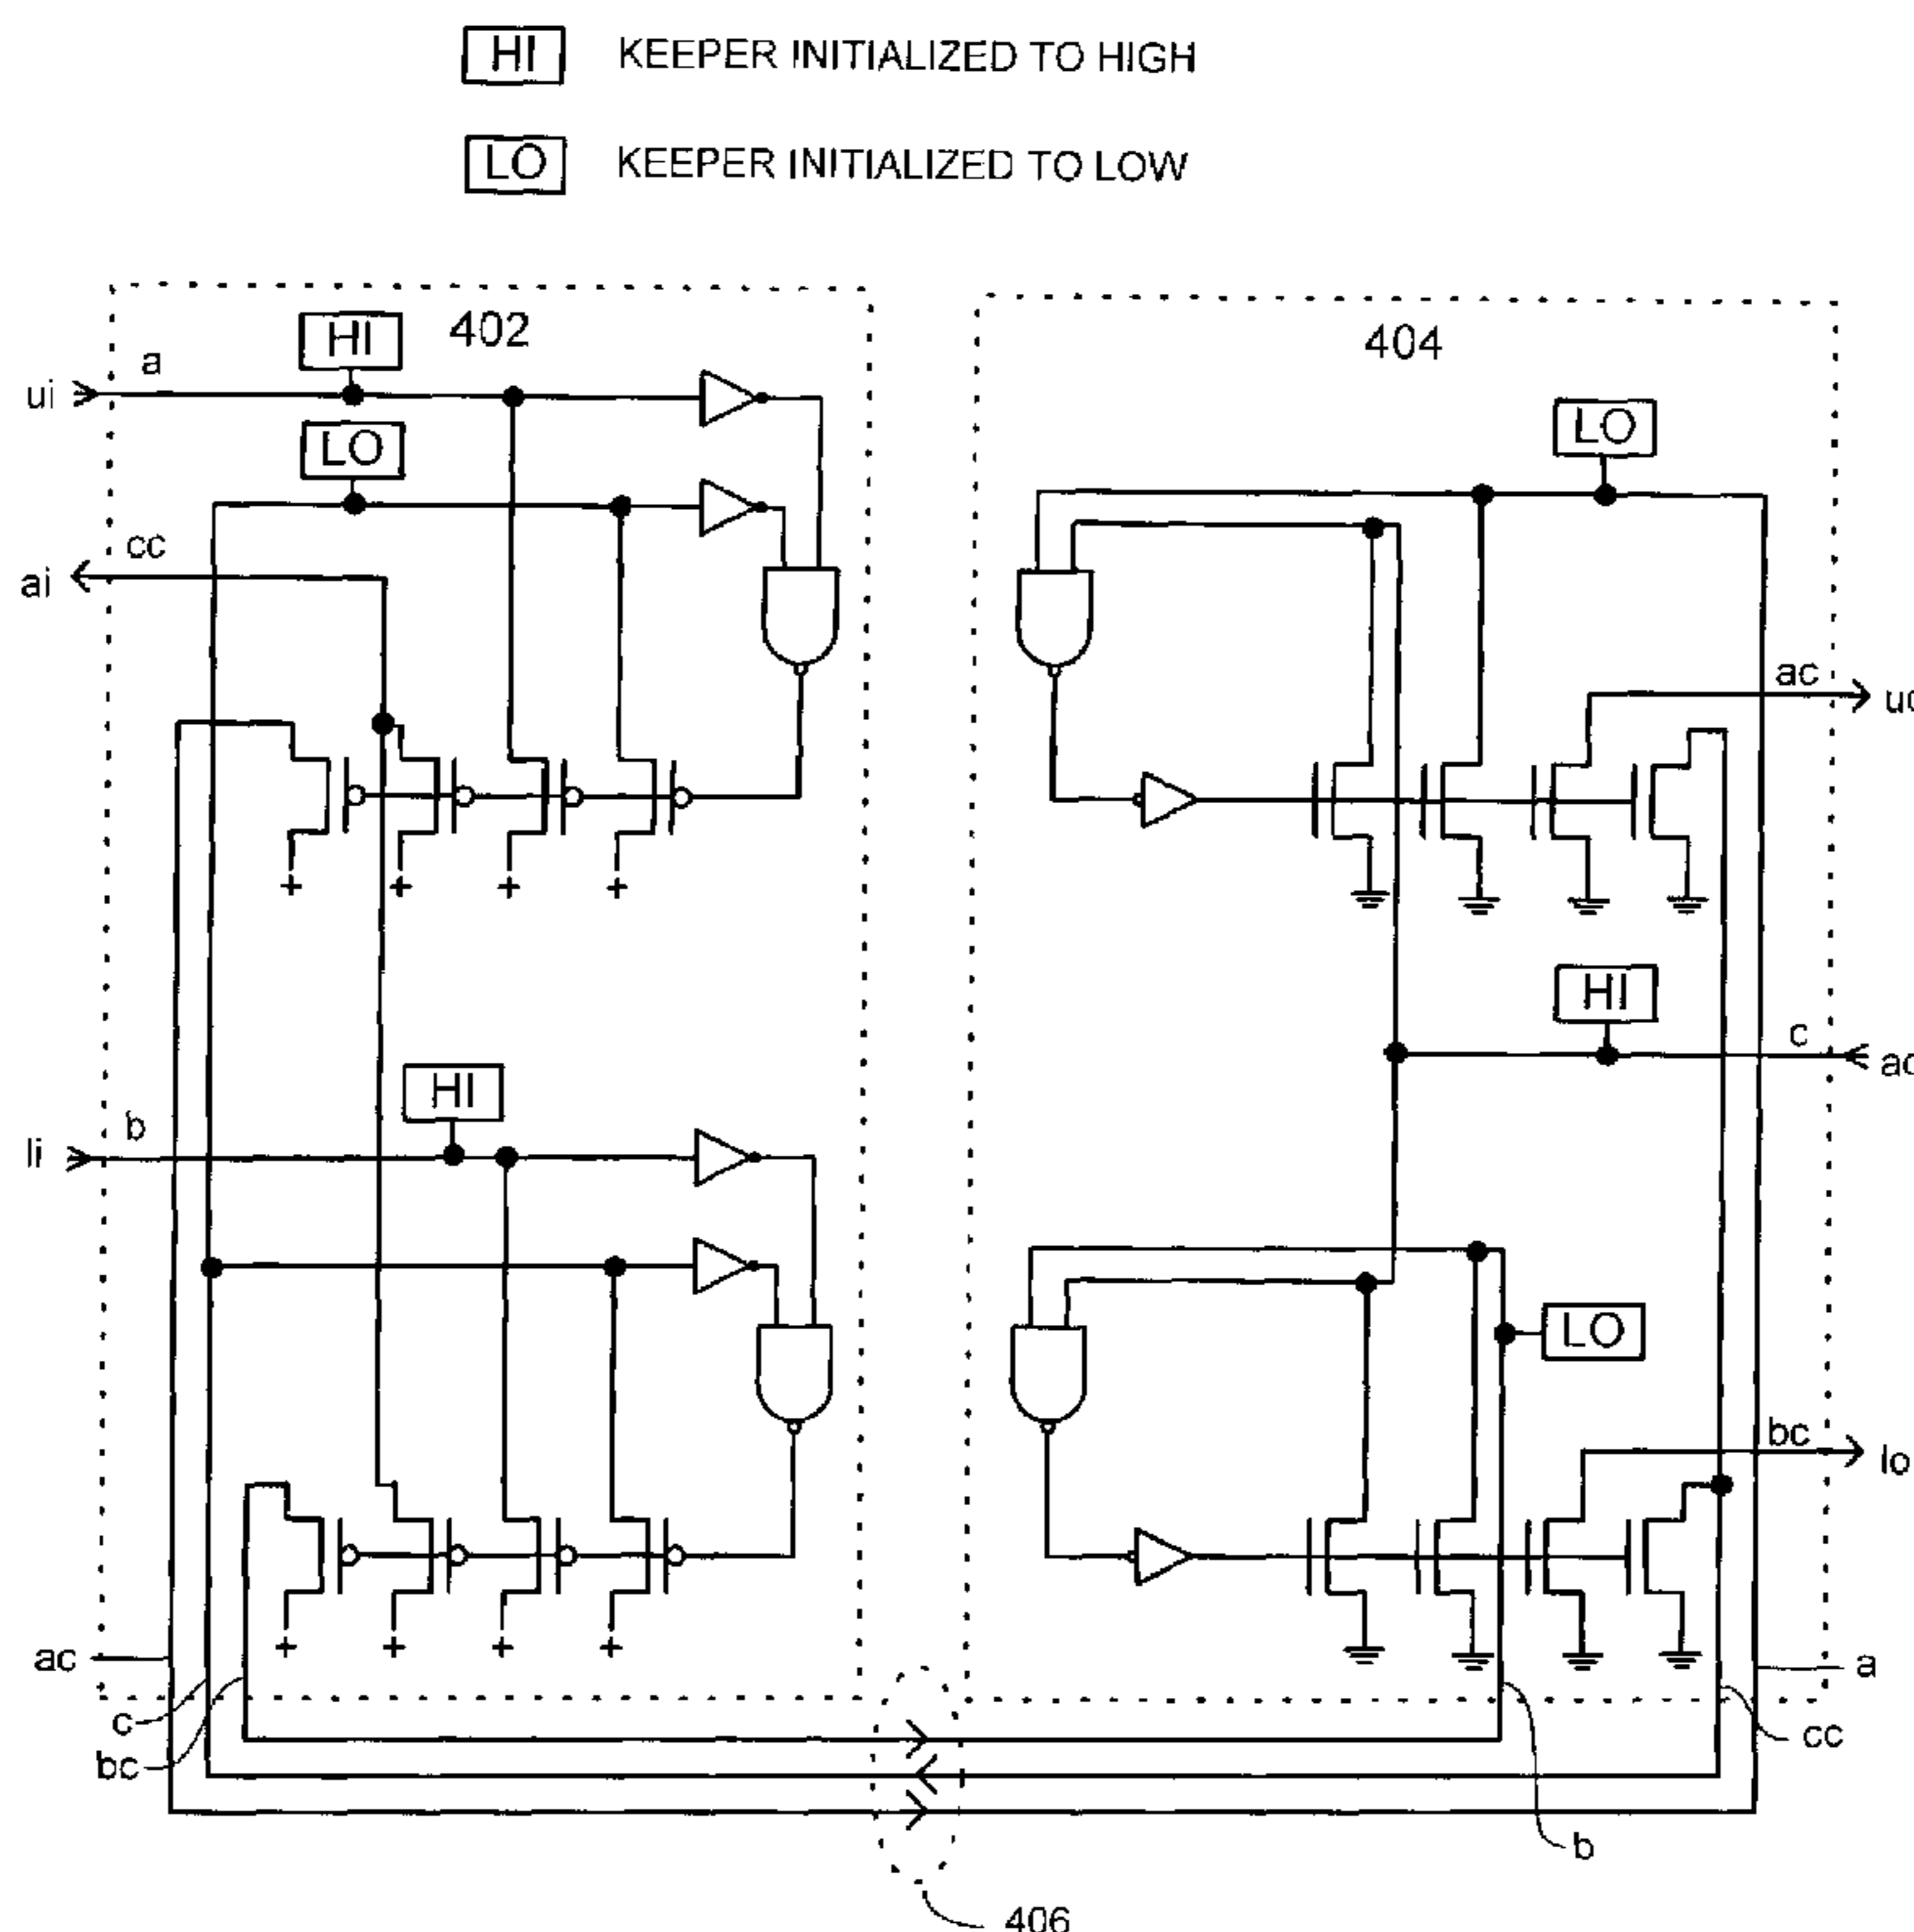 HI KEEPER INITIALIZED TO HIGH
LO KEEPER INITIALIZED TO LOW
402
404
HI
a
ui
LO
LO
cc
ai
ac
HI
c
HI
b
li
LO
bc
lo
ac
a
c
cc
bc
b
406